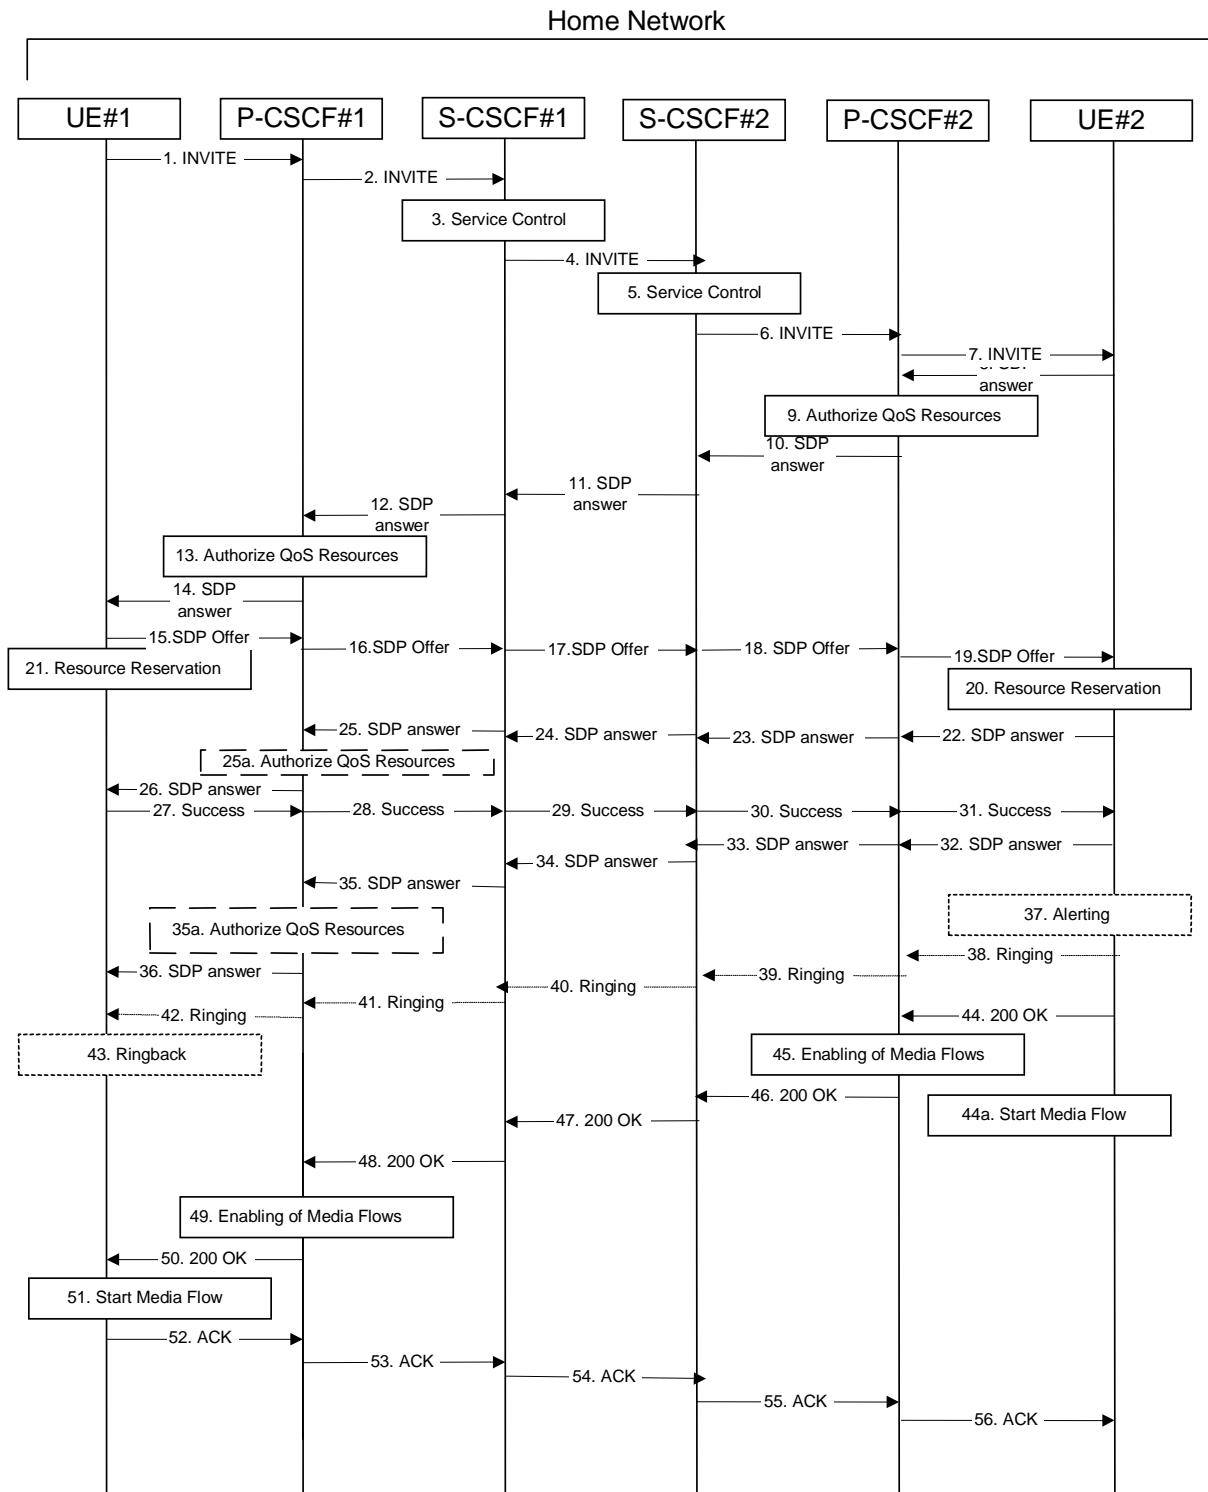 Home Network
UE#1
P-CSCF#1
S-CSCF#1
S-CSCF#2
P-CSCF#2
UE#2
1. INVITE
2. INVITE
3. Service Control
4. INVITE
5. Service Control
6. INVITE
7. INVITE
SDP
answer
9. Authorize QoS Resources
10. SDP
answer
11. SDP
answer
12. SDP
answer
13. Authorize QoS Resources
14. SDP
answer
15.SDP Offer
16.SDP Offer
17.SDP Offer
18. SDP Offer
19.SDP Offer
21. Resource Reservation
20. Resource Reservation
25. SDP answer
24. SDP answer
23. SDP answer
22. SDP answer
25a. Authorize QoS Resources
26. SDP answer
27. Success
28. Success
29. Success
30. Success
31. Success
33. SDP answer
32. SDP answer
34. SDP answer
35. SDP answer
35a. Authorize QoS Resources
37. Alerting
36. SDP answer
38. Ringing
39. Ringing
40. Ringing
41. Ringing
42. Ringing
44. 200 OK
43. Ringback
45. Enabling of Media Flows
46. 200 OK
44a. Start Media Flow
47. 200 OK
48. 200 OK
49. Enabling of Media Flows
50. 200 OK
51. Start Media Flow
52. ACK
53. ACK
54. ACK
55. ACK
56. ACK